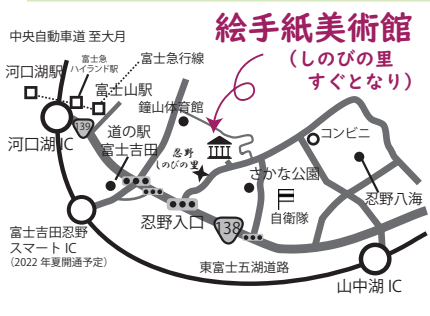 絵手紙美術館
（しのびの里
すぐとなり）
中央自動車道 至大月
河口湖駅
富士急
ハイランド駅
富士急行線
富士山駅
鐘山体育館
139
河口湖 IC
道の駅
富士吉田
忍野
しのびの里
コンビニ
さかな公園
忍野八海
自衛隊
忍野入口
138
富士吉田忍野
スマート IC
（2022 年夏開通予定）
東富士五湖道路
山中湖 IC